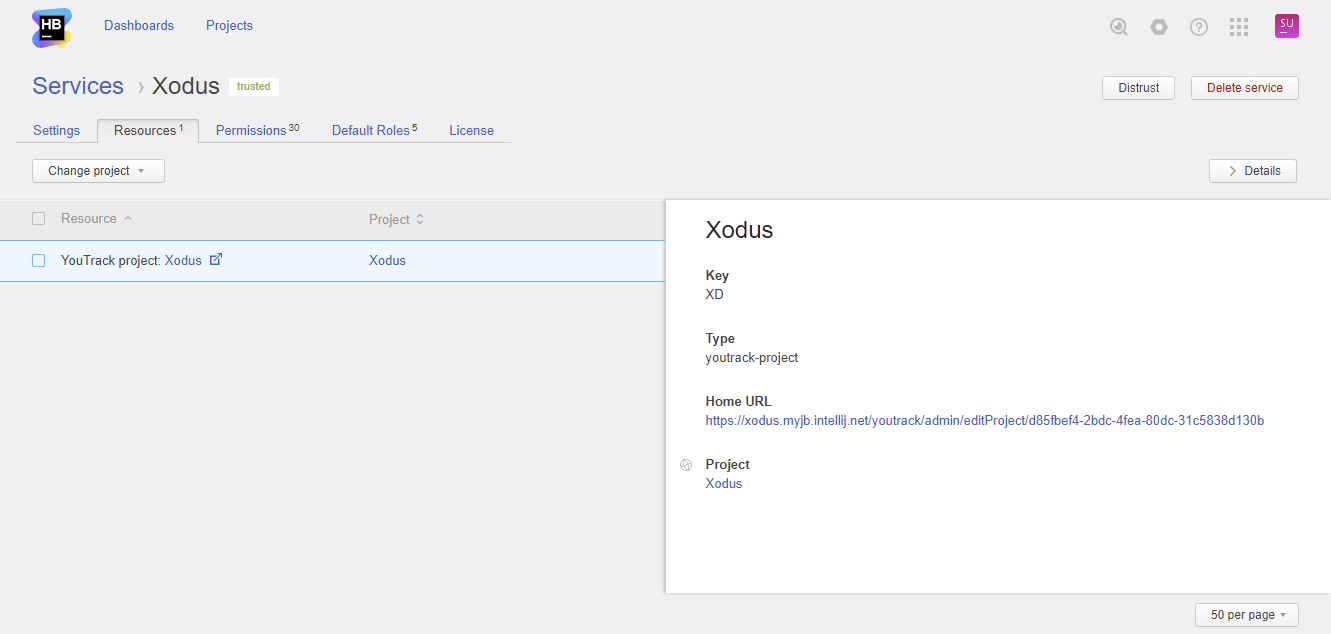 HB
Dashboards Projects
SU
Services › Xodus trusted
Distrust Delete service
Settings Resources 1 Permissions 30 Default Roles 5 License
Change project
Details
Resource Project
YouTrack project: Xodus Xodus
Xodus
Key
XD
Type
youtrack-project
Home URL
https://xodus.myjb.intellij.net/youtrack/admin/editProject/d85fbef4-2bdc-4fea-80dc-31c5838d130b
Project
Xodus
50 per page